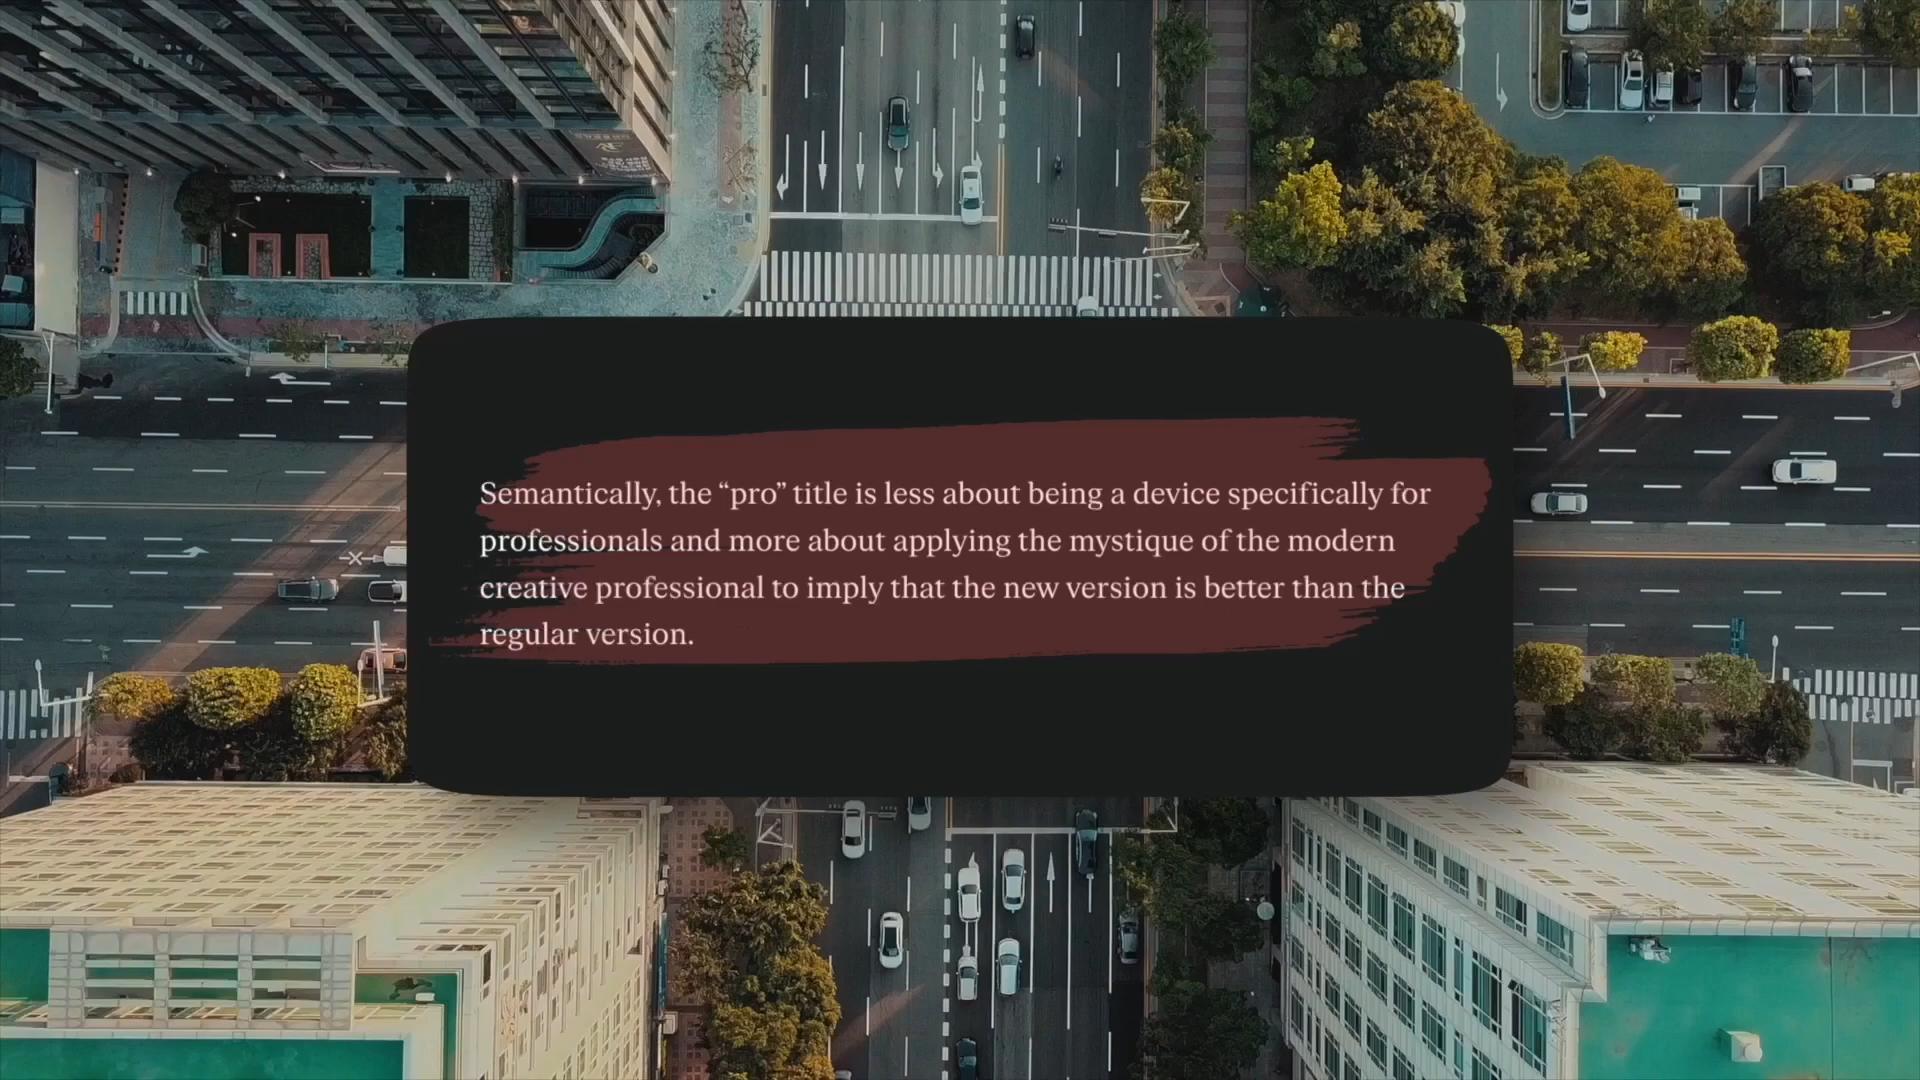 Semantically, the “pro” title is less about being a device specifically for
professionals and more about applying the mystique of the modern
creative professional to imply that the new version is better than the
regular version.